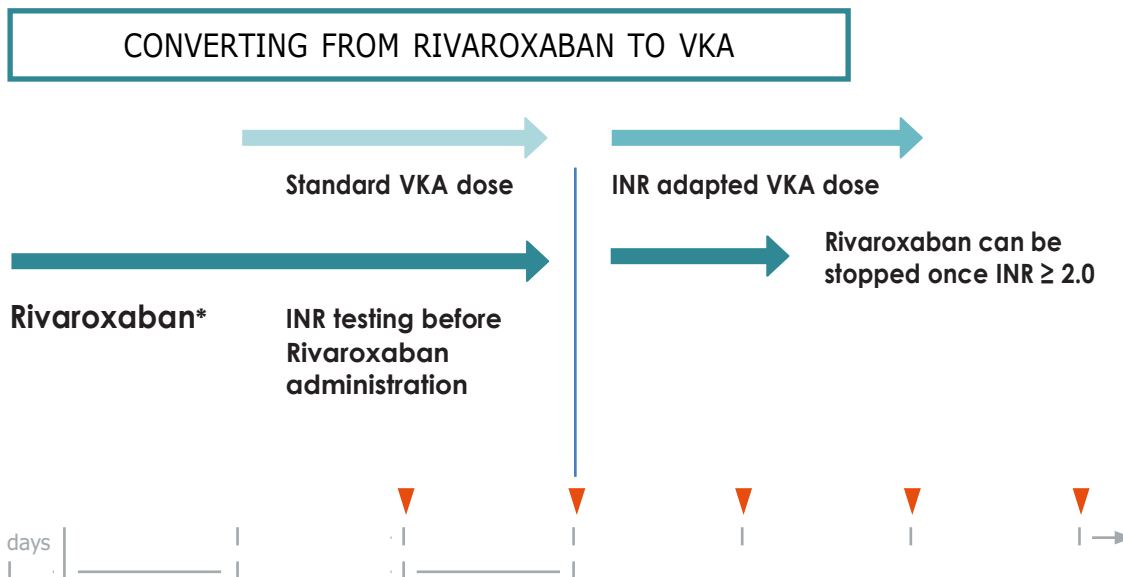 CONVERTING FROM RIVAROXABAN TO VKA
Standard VKA dose
INR adapted VKA dose
Rivaroxaban can be
stopped once INR ≥ 2.0
Rivaroxaban*
INR testing before
Rivaroxaban
administration
days